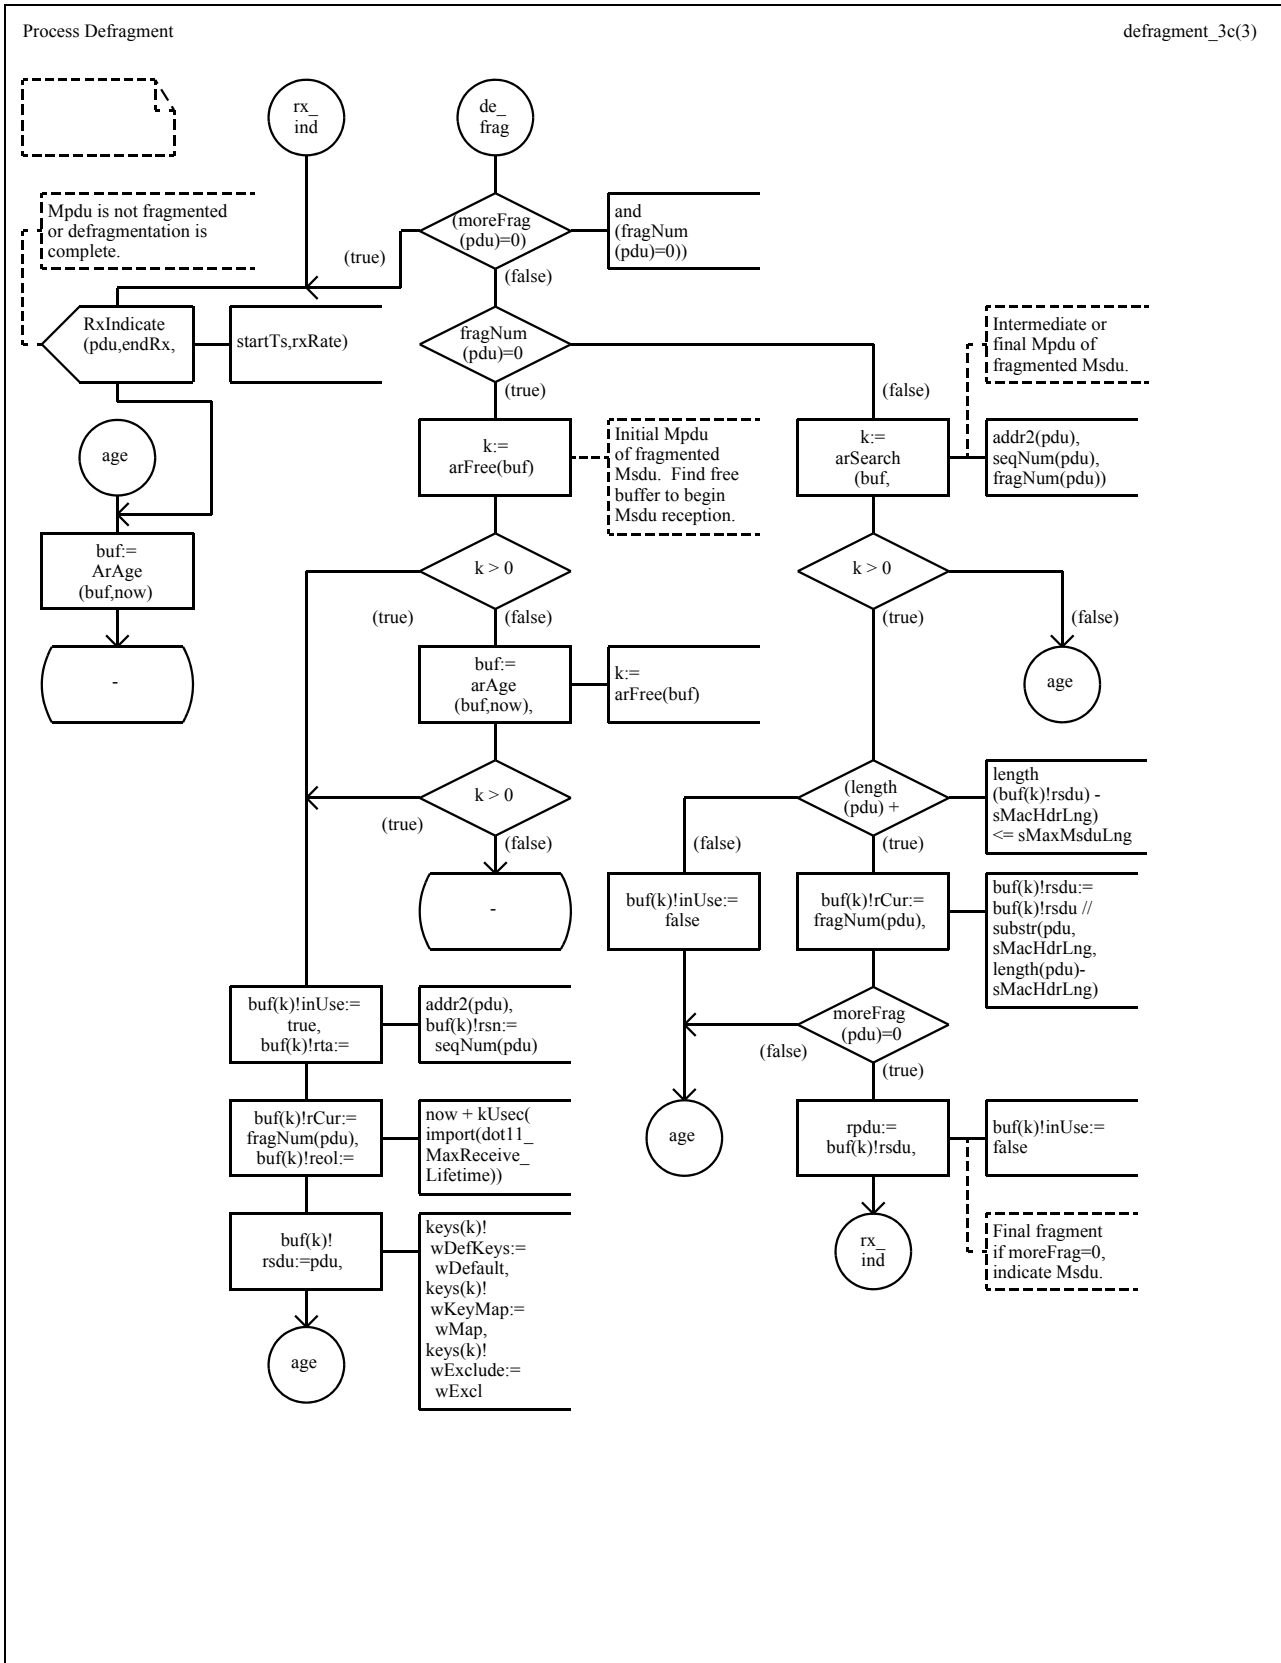 Process Defragment
defragment_3c(3)
rx_
ind
de_
frag
Mpdu is not fragmented
or defragmentation is
complete.
(moreFrag
(pdu)=0)
and
(fragNum
(pdu)=0))
(true)
(false)
RxIndicate
(pdu,endRx,
startTs,rxRate)
fragNum
(pdu)=0
Intermediate or
final Mpdu of
fragmented Msdu.
(true)
(false)
age
k:=
arFree(buf)
Initial Mpdu
of fragmented
Msdu. Find free
buffer to begin
Msdu reception.
k:=
arSearch
(buf,
addr2(pdu),
seqNum(pdu),
fragNum(pdu))
buf:=
ArAge
(buf,now)
k > 0
k > 0
(true)
(false)
(true)
(false)
-
buf:=
arAge
(buf,now),
k:=
arFree(buf)
age
k > 0
(true)
(false)
(length
(pdu) +
length
(buf(k)!rsdu) -
sMacHdrLng)
<= sMaxMsduLng
(false)
(true)
-
buf(k)!inUse:=
false
buf(k)!rCur:=
fragNum(pdu),
buf(k)!rsdu:=
buf(k)!rsdu //
substr(pdu,
sMacHdrLng,
length(pdu)-
sMacHdrLng)
buf(k)!inUse:=
true,
buf(k)!rta:=
addr2(pdu),
buf(k)!rsn:=
seqNum(pdu)
moreFrag
(pdu)=0
(false)
(true)
buf(k)!rCur:=
fragNum(pdu),
buf(k)!reol:=
now + kUsec(
import(dot11_
MaxReceive_
Lifetime))
age
rpdu:=
buf(k)!rsdu,
buf(k)!inUse:=
false
buf(k)!
rsdu:=pdu,
keys(k)!
wDefKeys:=
wDefault,
keys(k)!
wKeyMap:=
wMap,
keys(k)!
wExclude:=
wExcl
rx_
ind
Final fragment
if moreFrag=0,
indicate Msdu.
age